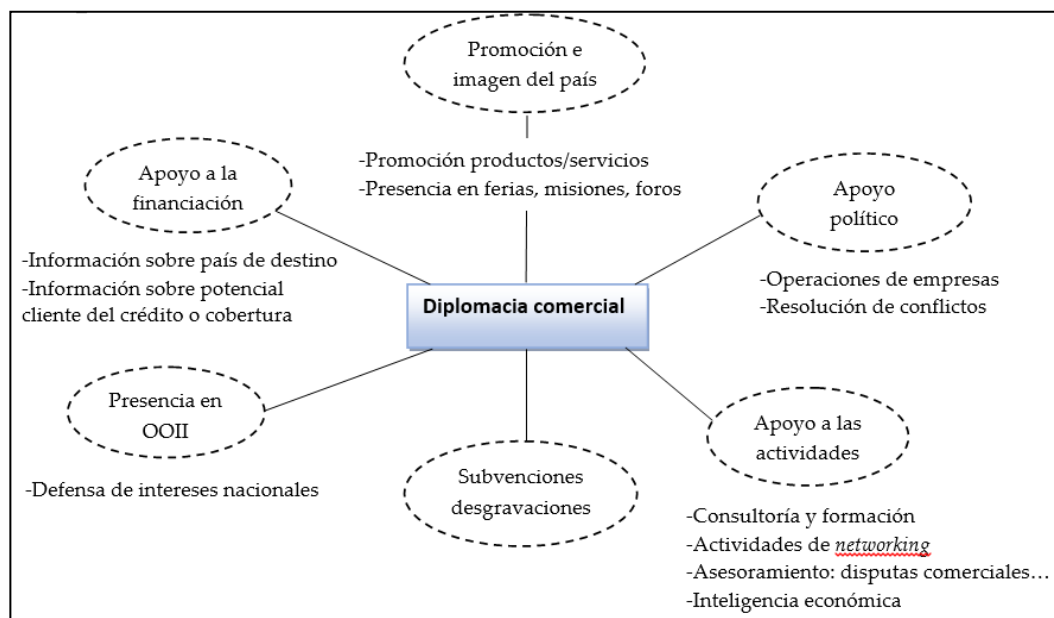 Promoción e
imagen del país
-Promoción productos/servicios
-Presencia en ferias, misiones, foros
Apoyo a la
financiación
-Información sobre país de destino
-Información sobre potencial
cliente del crédito o cobertura
Apoyo
político
-Operaciones de empresas
-Resolución de conflictos
Diplomacia comercial
Presencia en
OOII
-Defensa de intereses nacionales
Subvenciones
desgravaciones
Apoyo a las
actividades
-Consultoría y formación
-Actividades de networking
-Asesoramiento: disputas comerciales…
-Inteligencia económica